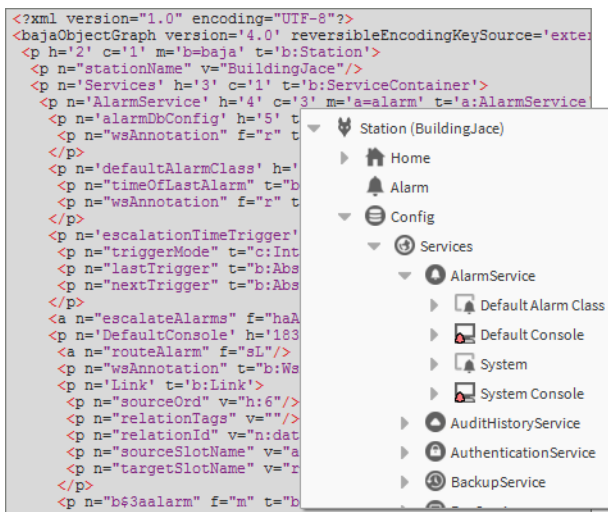 <?xml version="1.0" encoding="UTF-8"?>
<bajaObjectGraph version='4.0' reversibleEncodingKeySource='exter
<p h='2' c='1' m='b=baja' t='b:Station'>
<p n="stationName" v="BuildingJace"/>
<p n='Services' h='3' c='1' t='b:ServiceContainer'>
<p n='AlarmService' h='4' c='3' m='a=alarm' t='a:AlarmService'
<p n='alarmDbConfig' h='5' t
<p n="wsAnnotation" f="r" t
</p>
<p n='defaultAlarmClass' h='
<p n="timeOfLastAlarm" t="b
<p n="wsAnnotation" f="r" t
</p>
<p n='escalationTimeTrigger'
<p n="triggerMode" t="c:Int
<p n="lastTrigger" t="b:Abs
<p n="nextTrigger" t="b:Abs
</p>
<a n="escalateAlarms" f="haA
<p n='DefaultConsole' h='183
<a n="routeAlarm" f="sL"/>
<p n="wsAnnotation" t="b:Ws
<p n='Link' t='b:Link'>
<p n="sourceOrd" v="h:6"/>
<p n="relationTags" v=""/>
<p n="relationId" v="n:dat
<p n="sourceSlotName" v="a
<p n="targetSlotName" v="r
</p>
<p n="b$3aalarm" f="m" t="b
Station (BuildingJace)
Home
Alarm
Config
Services
AlarmService
Default Alarm Class
Default Console
System
System Console
AuditHistoryService
AuthenticationService
BackupService